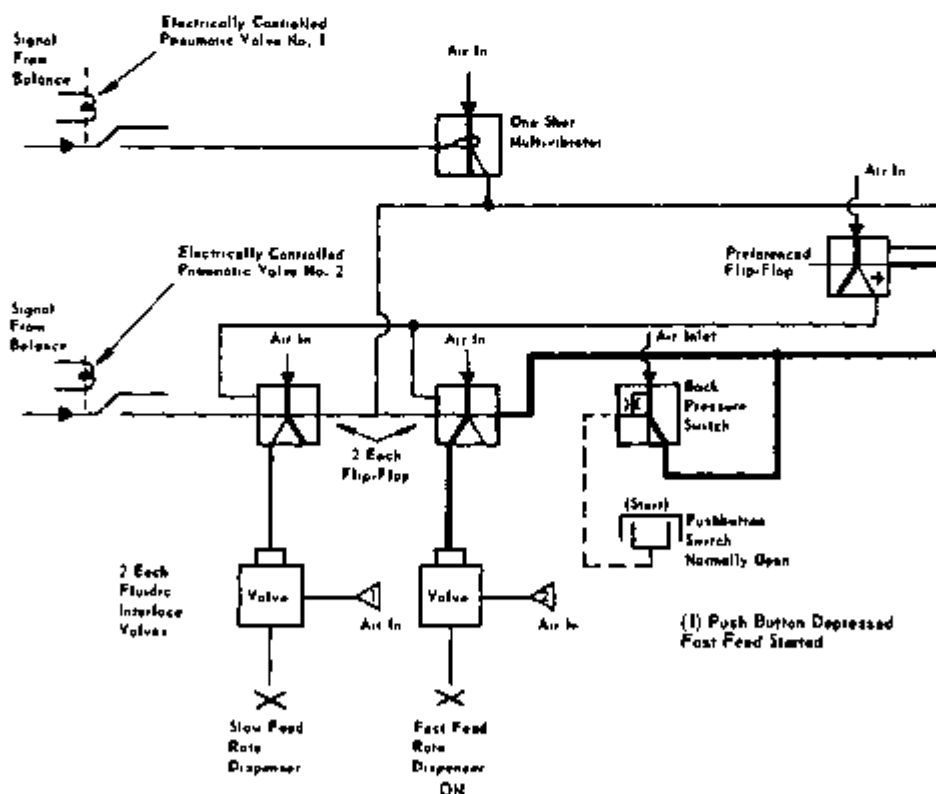 Electrically Controlled
Pneumatic Valve No. 1
Signal
From
Balance
Air In
One Shot
Multivibrator
Air In
Preferenced
Flip-Flop
Electrically Controlled
Pneumatic Valve No. 2
Signal
From
Balance
Air In
Air In
Air Inlet
Back
Pressure
Switch
2 Each
Flip-Flop
(Start)
Pushbutton
Switch
Normally Open
2 Each
Fluidic
Interface
Valves
Valve
1
Air In
Valve
2
Air In
(1) Push Button Depressed
Fast Feed Started
Slow Feed
Rate
Dispenser
Fast Feed
Rate
Dispenser
ON